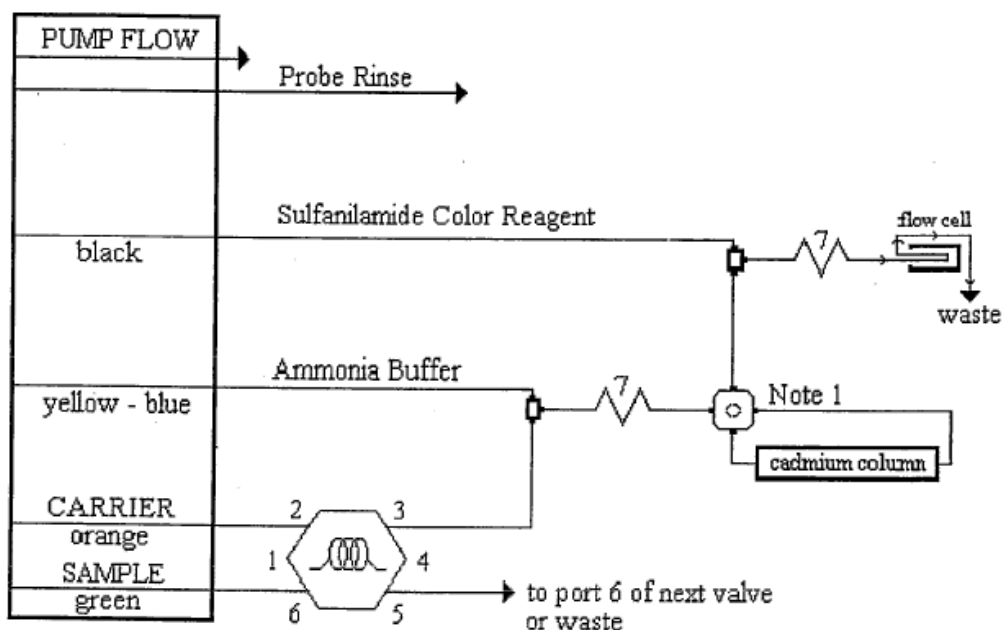 PUMP FLOW
Probe Rinse
Sulfanilamide Color Reagent
black
7
flow cell
waste
Ammonia Buffer
yellow - blue
7
Note 1
cadmium column
CARRIER
orange
2
3
1
4
SAMPLE
green
6
5
to port 6 of next valve
or waste